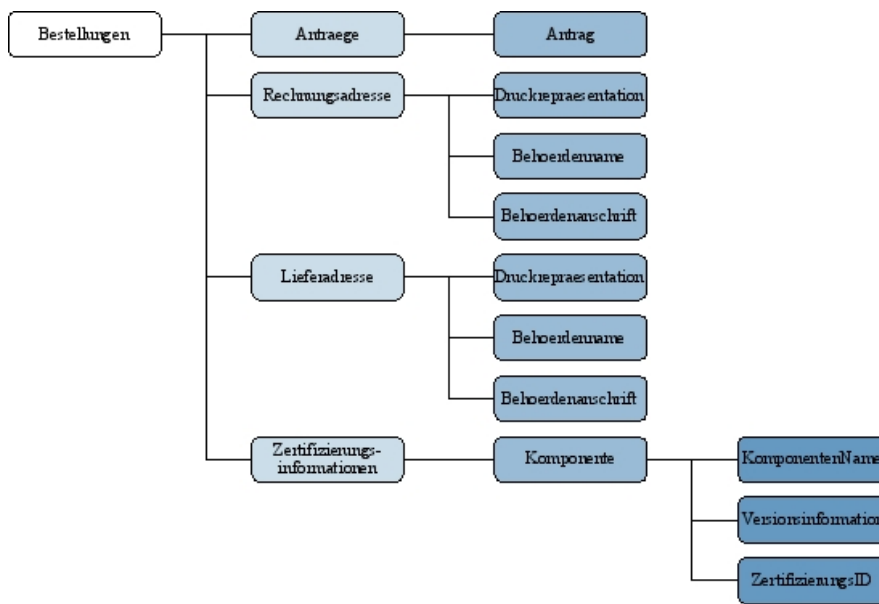 Bestellungen
Antraege
Antrag
Rechnungsadresse
Druckrepraesentation
Behoerdenname
Behoerdenanschrift
Lieferadresse
Druckrepraesentation
Behoerdenname
Behoerdenanschrift
Zertifizierungs-
informationen
Komponente
KomponentenName
Versionsinformation
ZertifizierungsID